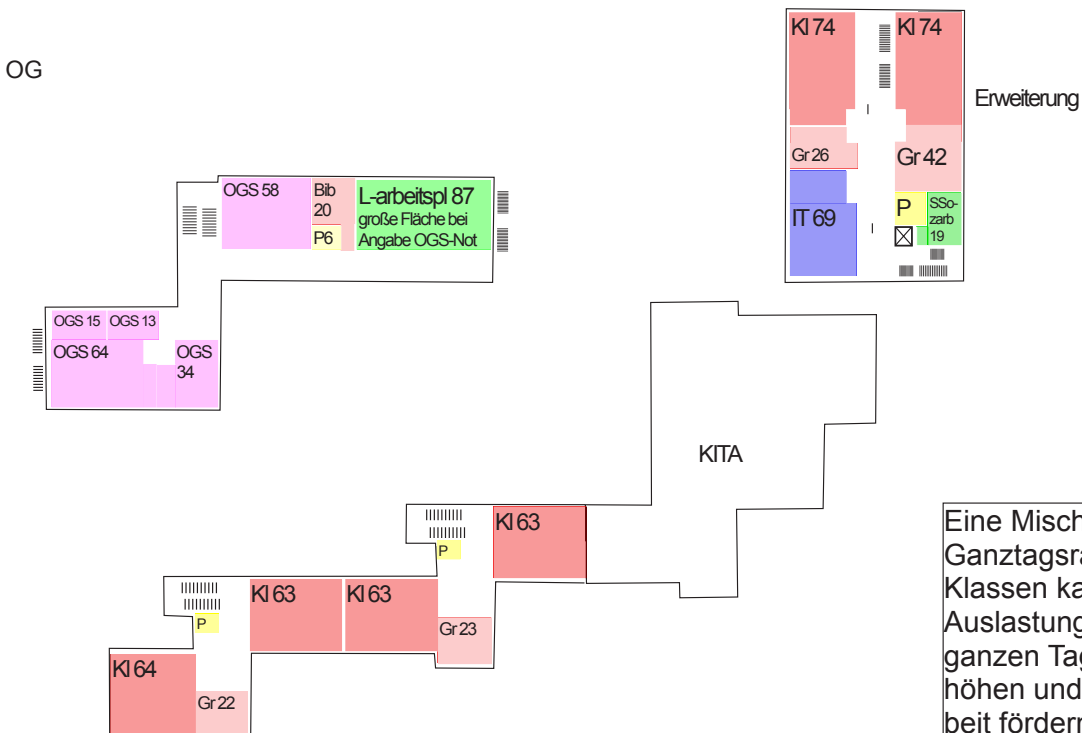 OG
Kl 74
Kl 74
Erweiterung
Gr 26
Gr 42
IT 69
P
SSo-
zarb
19
OGS 58
Bib
20
P6
L-arbeitspl 87
große Fläche bei
Angabe OGS-Not
OGS 15
OGS 13
OGS 64
OGS
34
KITA
Kl 63
P
Kl 63
Kl 63
Gr 23
P
Kl 64
Gr 22
Eine Misch
Ganztagsr
Klassen ka
Auslastung
ganzen Tag
höhen und
beit fördern